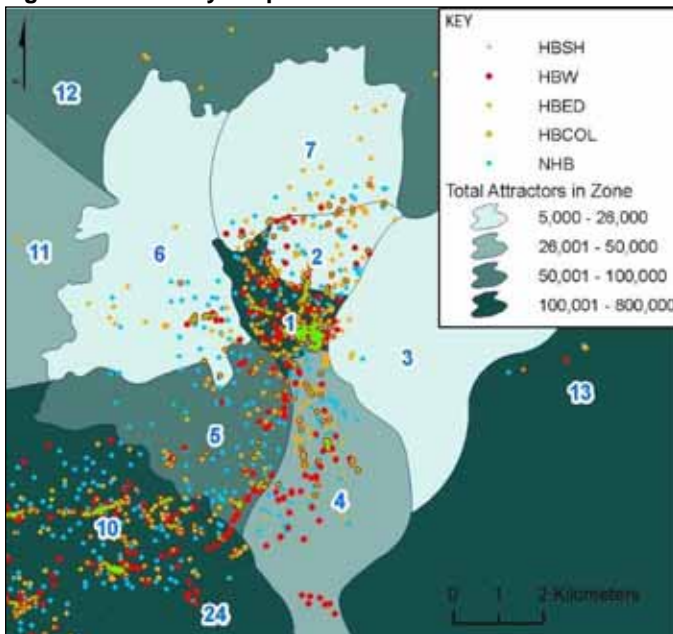 KEY
HBSH
HBW
HBED
HBCOL
NHB
Total Attractors in Zone
5,000 - 26,000
26,001 - 50,000
50,001 - 100,000
100,001 - 800,000
12
7
11
6
2
1
3
13
5
4
10
24
0 1 2 Kilometers